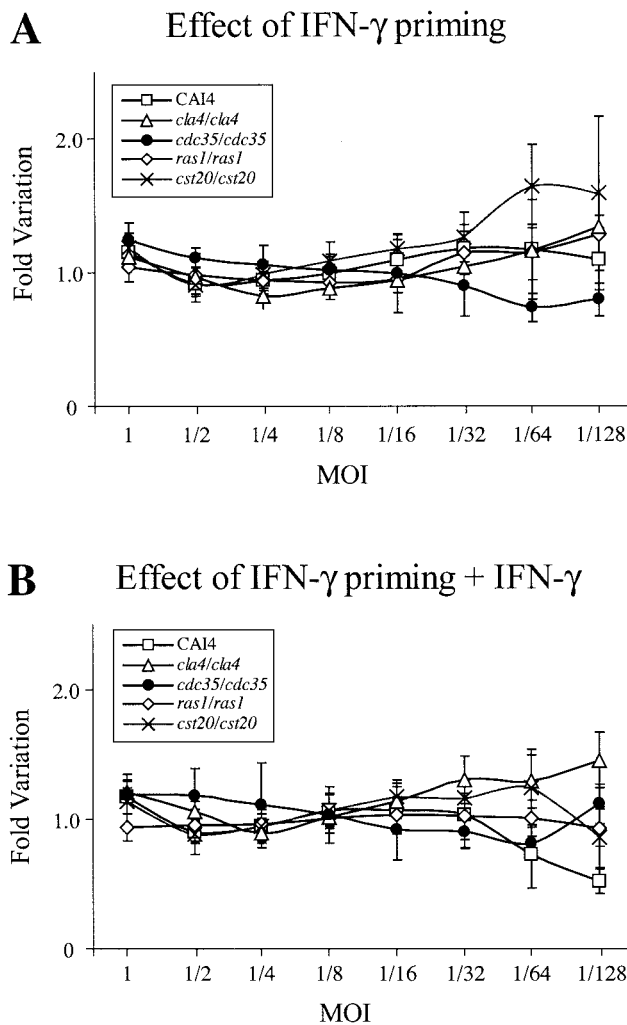 A Effect of IFN-γ priming
CAI4
cla4/cla4
cdc35/cdc35
ras1/ras1
cst20/cst20
Fold Variation
2.0
1.0
0
1 1/2 1/4 1/8 1/16 1/32 1/64 1/128
MOI
B Effect of IFN-γ priming + IFN-γ
CAI4
cla4/cla4
cdc35/cdc35
ras1/ras1
cst20/cst20
Fold Variation
2.0
1.0
0
1 1/2 1/4 1/8 1/16 1/32 1/64 1/128
MOI